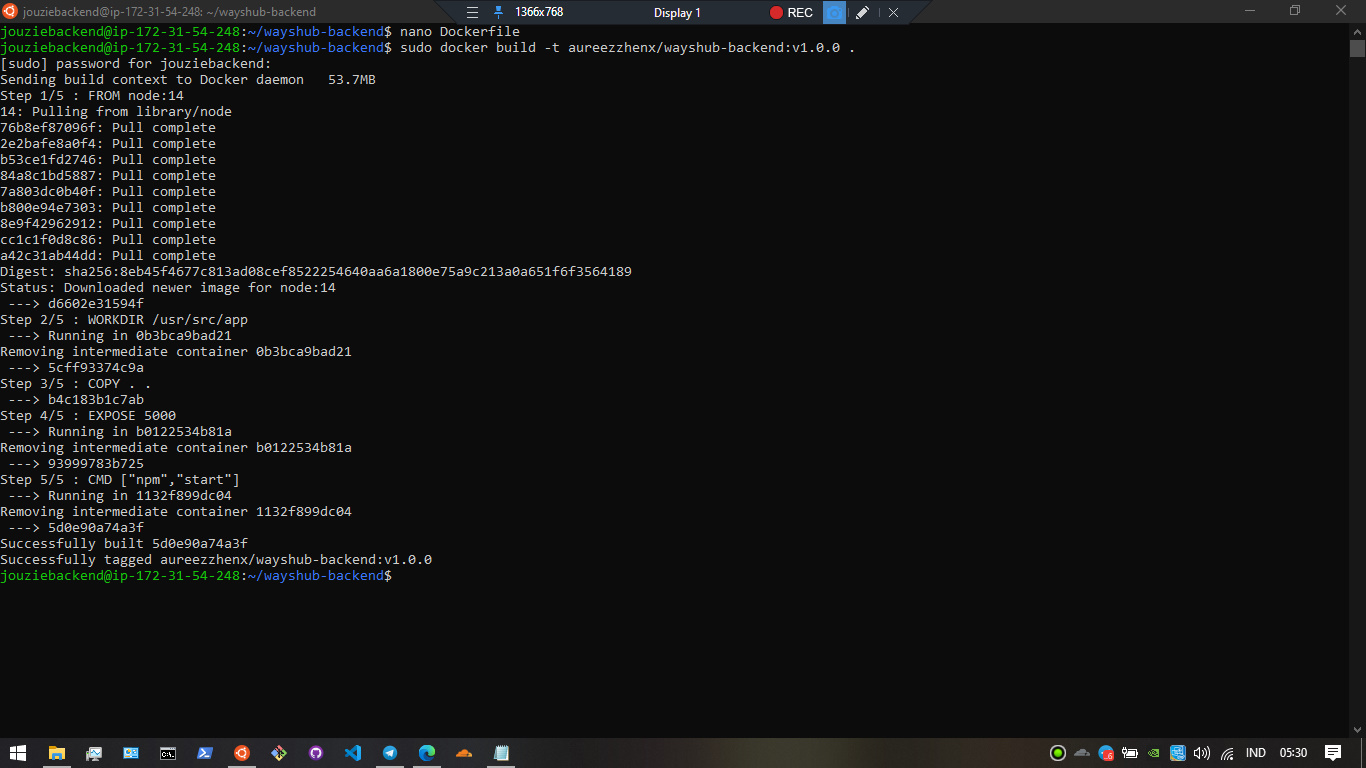 jouziebackend@ip-172-31-54-248: ~/wayshub-backend
1366x768
Display 1
REC
jouziebackend@ip-172-31-54-248:~/wayshub-backend$ nano Dockerfile
jouziebackend@ip-172-31-54-248:~/wayshub-backend$ sudo docker build -t aureezzhenx/wayshub-backend:v1.0.0 .
[sudo] password for jouziebackend:
Sending build context to Docker daemon   53.7MB
Step 1/5 : FROM node:14
14: Pulling from library/node
76b8ef87096f: Pull complete
2e2bafe8a0f4: Pull complete
b53ce1fd2746: Pull complete
84a8c1bd5887: Pull complete
7a803dc0b40f: Pull complete
b800e94e7303: Pull complete
8e9f42962912: Pull complete
cc1c1f0d8c86: Pull complete
a42c31ab44dd: Pull complete
Digest: sha256:8eb45f4677c813ad08cef8522254640aa6a1800e75a9c213a0a651f6f3564189
Status: Downloaded newer image for node:14
 ---> d6602e31594f
Step 2/5 : WORKDIR /usr/src/app
 ---> Running in 0b3bca9bad21
Removing intermediate container 0b3bca9bad21
 ---> 5cff93374c9a
Step 3/5 : COPY . .
 ---> b4c183b1c7ab
Step 4/5 : EXPOSE 5000
 ---> Running in b0122534b81a
Removing intermediate container b0122534b81a
 ---> 93999783b725
Step 5/5 : CMD ["npm","start"]
 ---> Running in 1132f899dc04
Removing intermediate container 1132f899dc04
 ---> 5d0e90a74a3f
Successfully built 5d0e90a74a3f
Successfully tagged aureezzhenx/wayshub-backend:v1.0.0
jouziebackend@ip-172-31-54-248:~/wayshub-backend$
IND
05:30